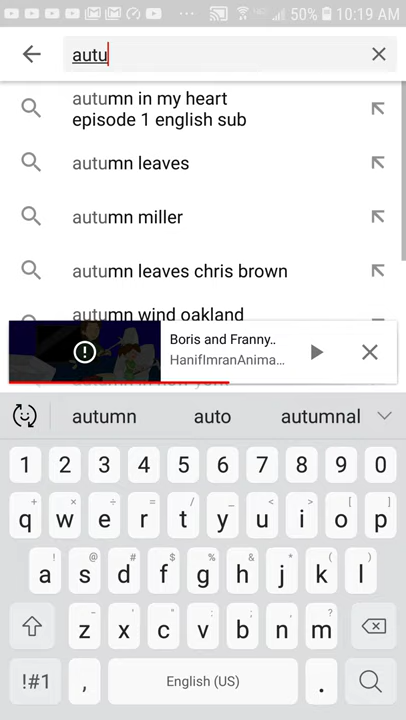 50% 10:19 AM
autu
autumn in my heart
episode 1 english sub
autumn leaves
autumn miller
autumn leaves chris brown
autumn wind oakland
Boris and Franny..
HanifImranAnima...
autumn auto autumnal
1 2 3 4 5 6 7 8 9 0
+ × ÷ = / _ < > [ ]
q w e r t y u i o p
! @ # $ % ^ & * ( )
a s d f g h j k l
- ' " : ; , ?
z x c v b n m
!#1 , English (US) .